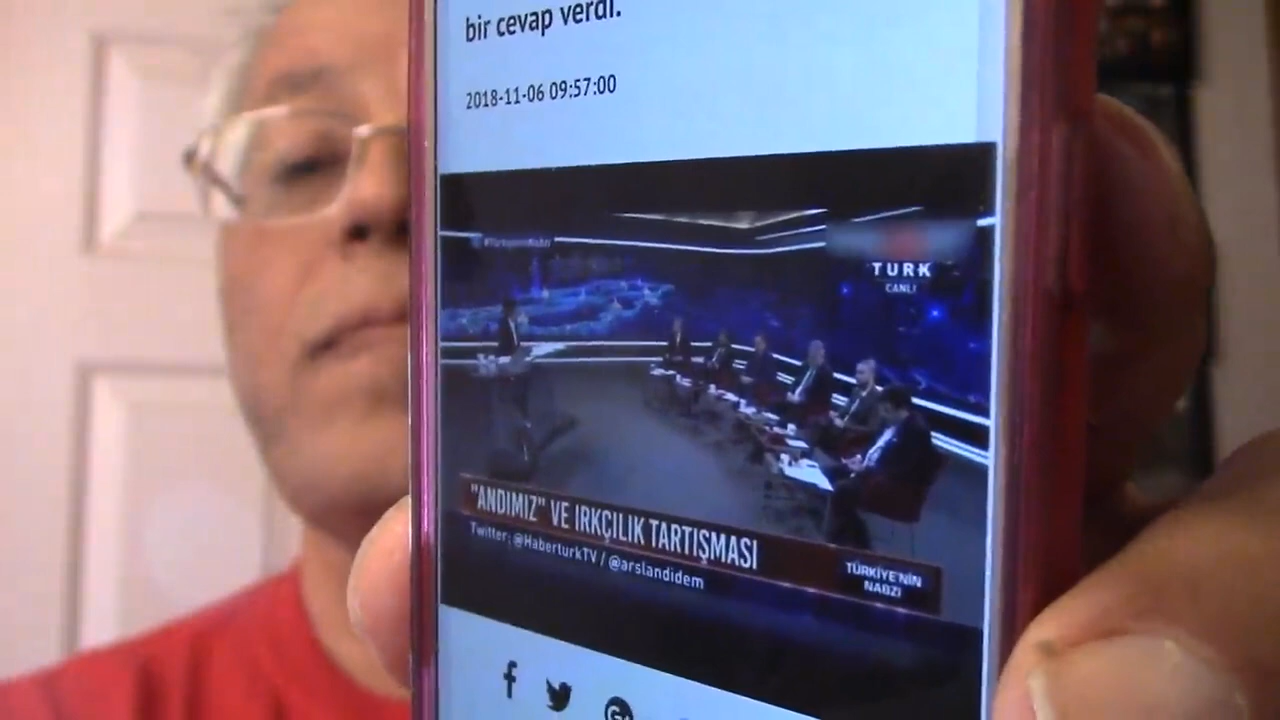 bir cevap verdi.
2018-11-06 09:57:00
#TürkiyeninNabzı
TURK
CANLI
"ANDIMIZ" VE IRKÇILIK TARTIŞMASI
Twitter: @HaberturkTV / @arslandidem
TÜRKİYE'NİN
NABZI